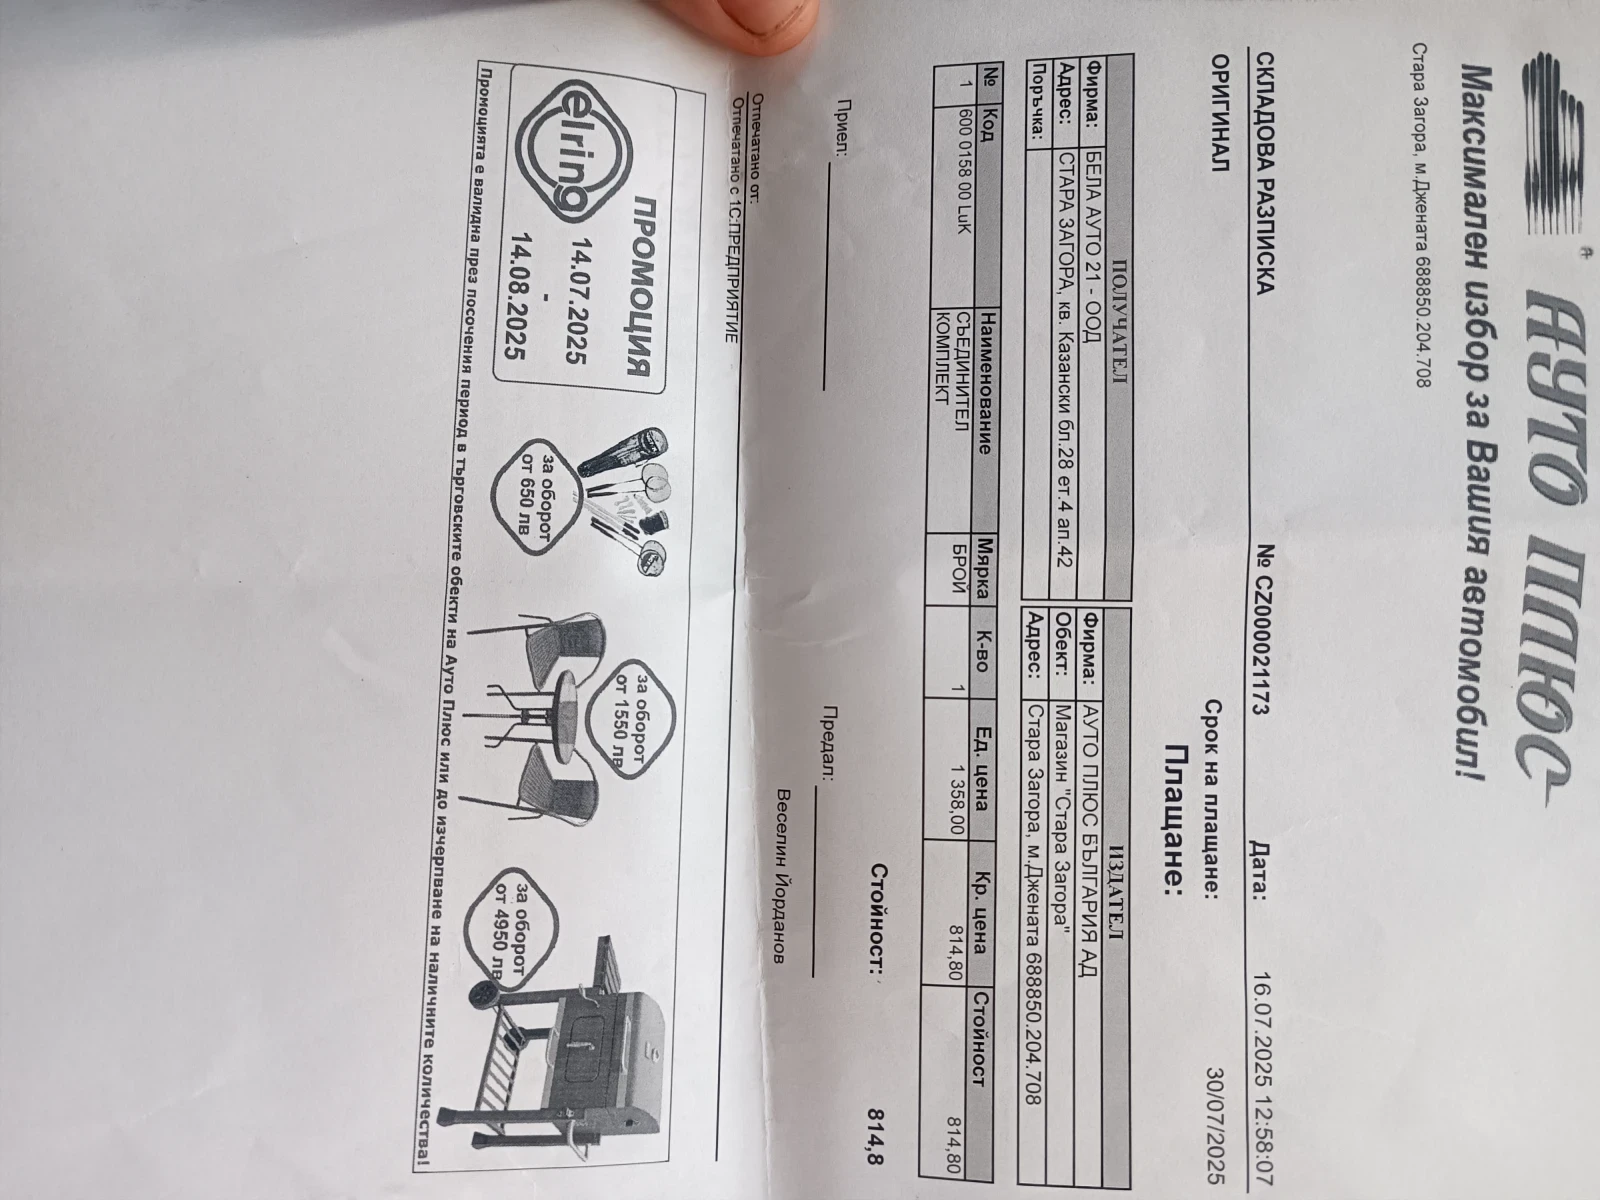 АУТО ПЛЮС
Максимален избор за Вашия автомобил!
Стара Загора, м.Джената 688850.204.708
СКЛАДОВА РАЗПИСКА № CZ000021173 Дата: 16.07.2025 12:58:07
ОРИГИНАЛ Срок на плащане: 30/07/2025
Плащане:
ПОЛУЧАТЕЛ ИЗДАТЕЛ
Фирма: БЕЛА АУТО 21 - ООД Фирма: АУТО ПЛЮС БЪЛГАРИЯ АД
Адрес: СТАРА ЗАГОРА, кв. Казански бл.28 ет.4 ап.42 Обект: Магазин "Стара Загора"
Поръчка: Адрес: Стара Загора, м.Джената 688850.204.708
№ Код Наименование Мярка К-во Ед. цена Кр. цена Стойност
1 600 0158 00 LuK СЪЕДИНИТЕЛ БРОЙ 1 1 358,00 814,80 814,80
КОМПЛЕКТ
Стойност: 814,8
Приел: Предал:
Веселин Йорданов
Отпечатано от:
Отпечатано с 1С:ПРЕДПРИЯТИЕ
ПРОМОЦИЯ
elring
14.07.2025
-
14.08.2025
за оборот
от 650 лв
за оборот
от 1550 лв
за оборот
от 4950 лв
Промоцията е валидна през посочения период в търговските обекти на Ауто Плюс или до изчерпване на наличните количества!